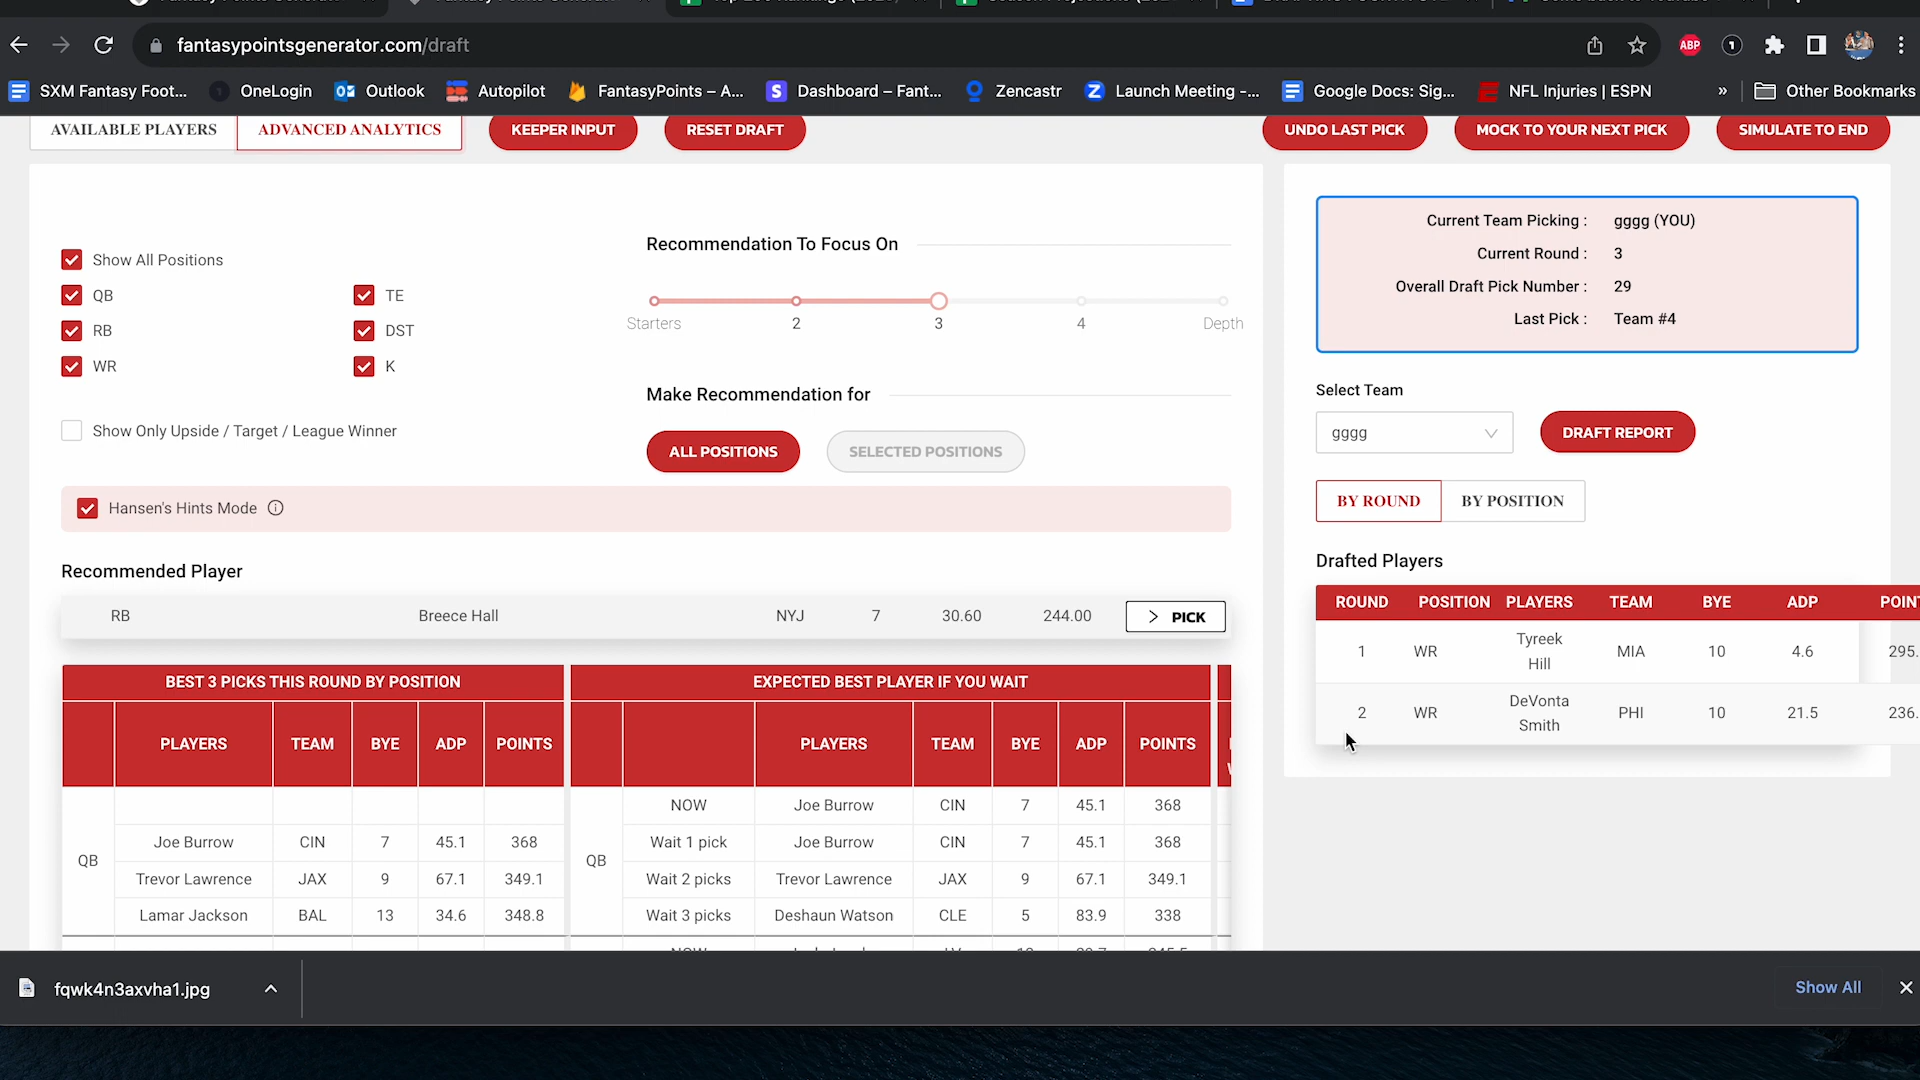 fantasypointsgenerator.com/draft
ABP
SXM Fantasy Foot...
OneLogin
Outlook
Autopilot
FantasyPoints – A...
Dashboard – Fant...
Zencastr
Launch Meeting -...
Google Docs: Sig...
NFL Injuries | ESPN
»
Other Bookmarks
AVAILABLE PLAYERS
ADVANCED ANALYTICS
KEEPER INPUT
RESET DRAFT
UNDO LAST PICK
MOCK TO YOUR NEXT PICK
SIMULATE TO END
Show All Positions
QB
TE
RB
DST
WR
K
Show Only Upside / Target / League Winner
Recommendation To Focus On
Starters 2 3 4 Depth
Make Recommendation for
ALL POSITIONS
SELECTED POSITIONS
Hansen's Hints Mode
Recommended Player
RB Breece Hall NYJ 7 30.60 244.00 > PICK
BEST 3 PICKS THIS ROUND BY POSITION
PLAYERS TEAM BYE ADP POINTS
QB
Joe Burrow CIN 7 45.1 368
Trevor Lawrence JAX 9 67.1 349.1
Lamar Jackson BAL 13 34.6 348.8
EXPECTED BEST PLAYER IF YOU WAIT
PLAYERS TEAM BYE ADP POINTS
QB
NOW Joe Burrow CIN 7 45.1 368
Wait 1 pick Joe Burrow CIN 7 45.1 368
Wait 2 picks Trevor Lawrence JAX 9 67.1 349.1
Wait 3 picks Deshaun Watson CLE 5 83.9 338
Current Team Picking : gggg (YOU)
Current Round : 3
Overall Draft Pick Number : 29
Last Pick : Team #4
Select Team
gggg
DRAFT REPORT
BY ROUND
BY POSITION
Drafted Players
ROUND POSITION PLAYERS TEAM BYE ADP POINT
1 WR Tyreek Hill MIA 10 4.6 295.
2 WR DeVonta Smith PHI 10 21.5 236.
fqwk4n3axvha1.jpg
Show All